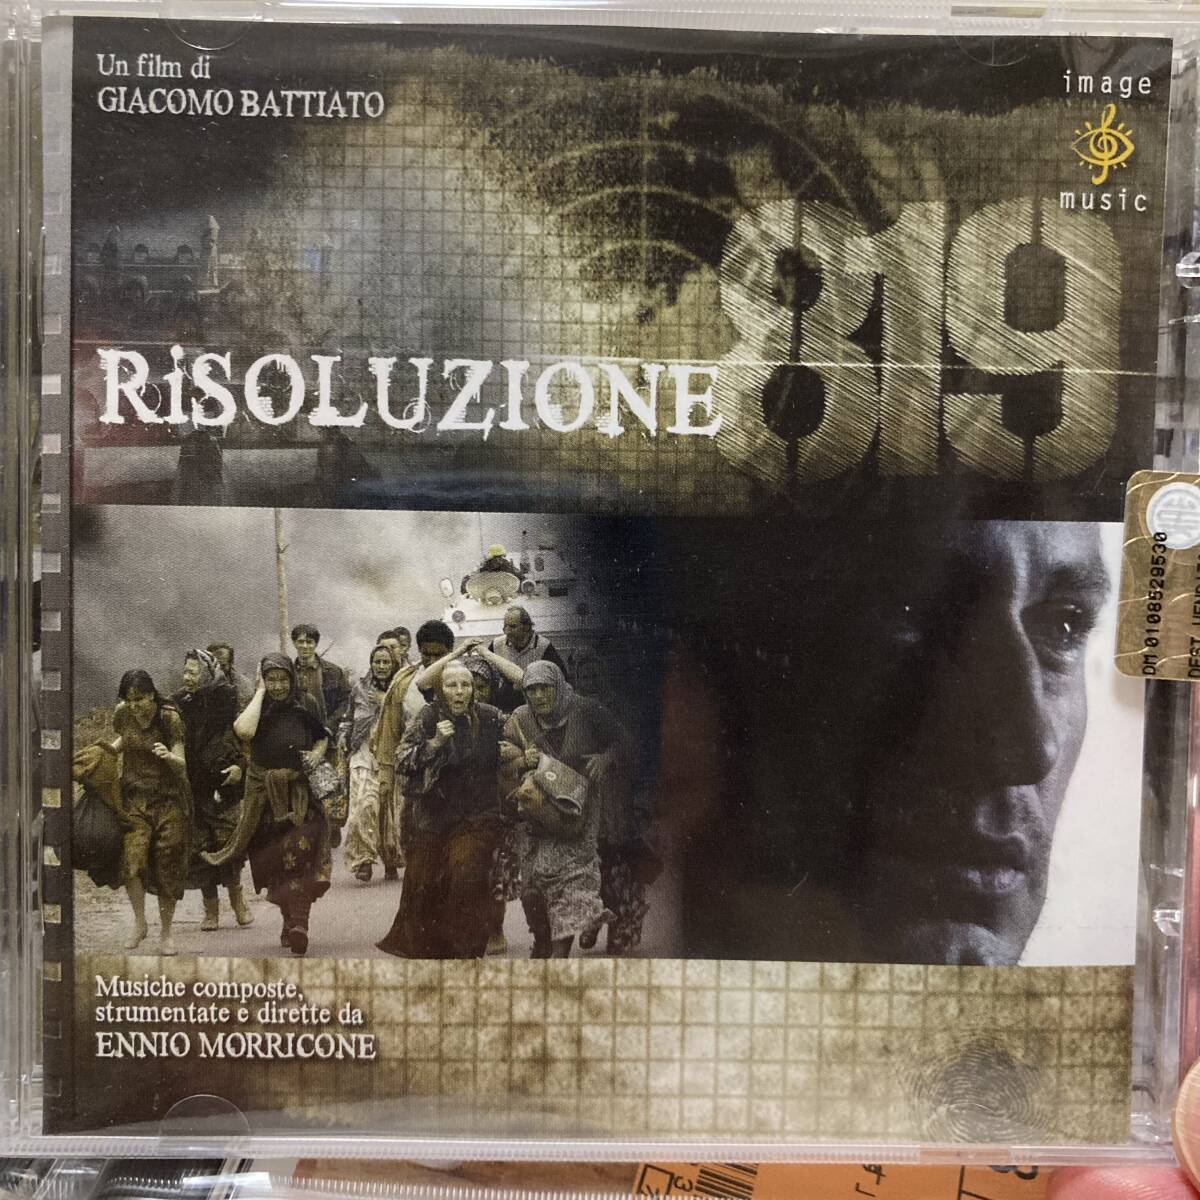 Un film di
GIACOMO BATTIATO
image
music
RiSOLUZIONE 819
DM 0108529530
Musiche composte,
strumentate e dirette da
ENNIO MORRICONE